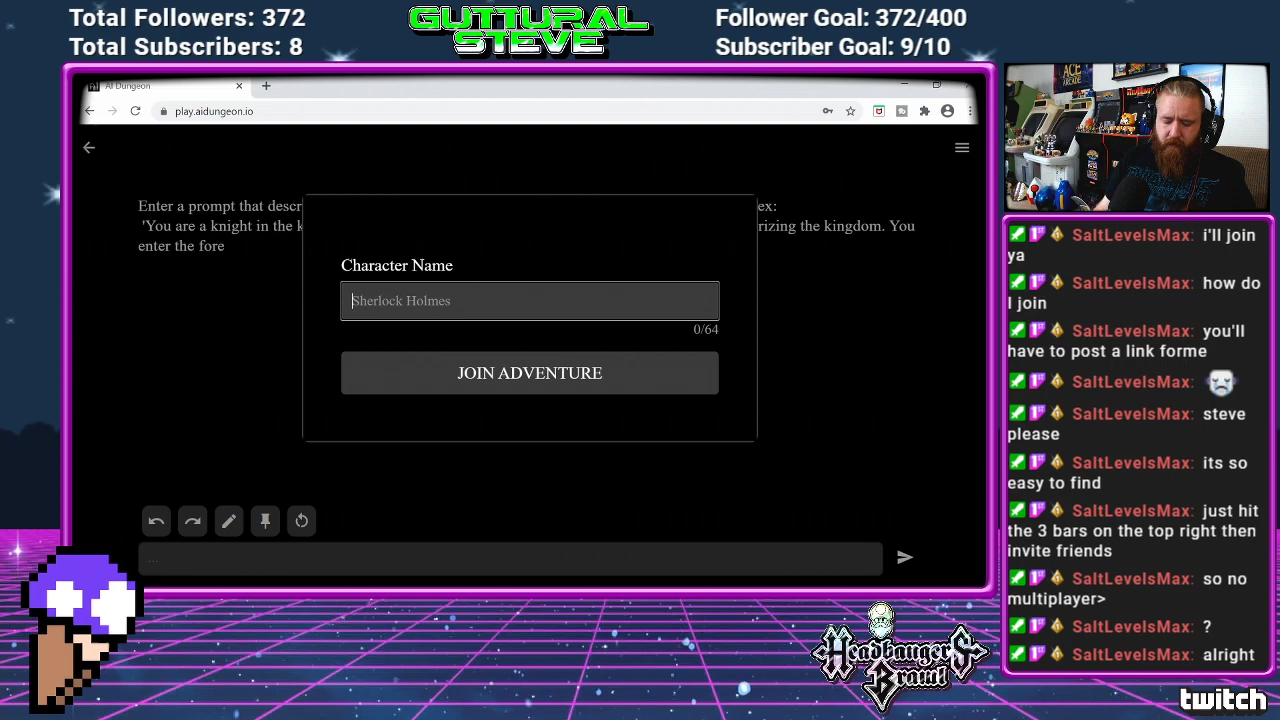 Total Followers: 372
Total Subscribers: 8
GUTTURAL
STEVE
Follower Goal: 372/400
Subscriber Goal: 9/10
AI Dungeon
play.aidungeon.io
Enter a prompt that descr
ex:
'You are a knight in the k
rizing the kingdom. You
enter the fore
Character Name
Sherlock Holmes
0/64
JOIN ADVENTURE
...
ACE
ARCADE
SaltLevelsMax: i'll join
ya
SaltLevelsMax: how do
I join
SaltLevelsMax: you'll
have to post a link forme
SaltLevelsMax:
SaltLevelsMax: steve
please
SaltLevelsMax: its so
easy to find
SaltLevelsMax: just hit
the 3 bars on the top right then
invite friends
SaltLevelsMax: so no
multiplayer>
SaltLevelsMax: ?
SaltLevelsMax: alright
Headbangers
Brawl
twitch